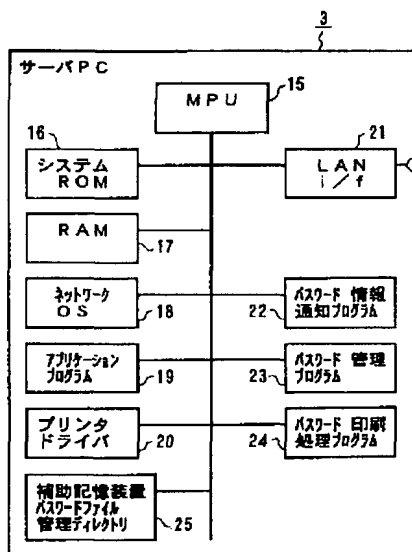 3
サーバPC
MPU
15
16
システム
ROM
21
LAN
i/f
RAM
17
ネットワーク
OS
18
パスワード 情報
通知プログラム
22
アプリケーション
プログラム
19
パスワード 管理
プログラム
23
プリンタ
ドライバ
20
パスワード 印刷
処理プログラム
24
補助記憶装置
パスワードファイル
管理ディレクトリ
25